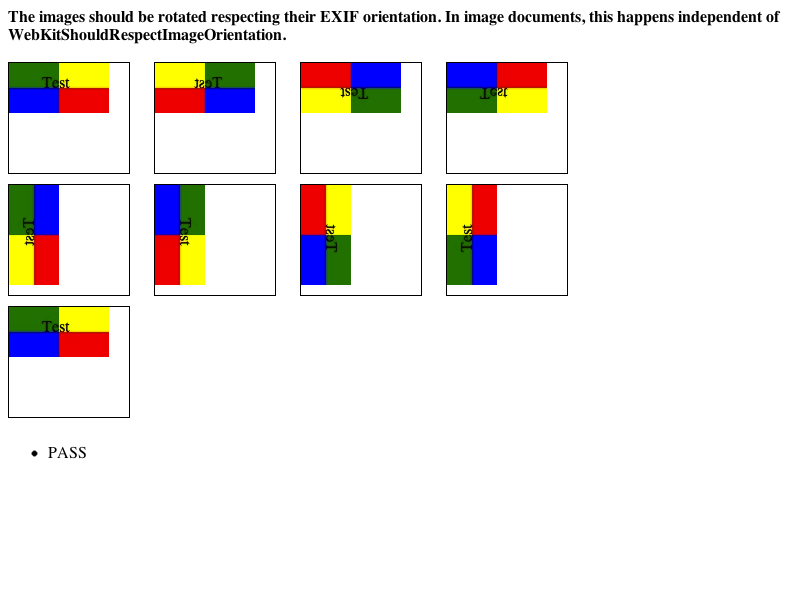 The images should be rotated respecting their EXIF orientation. In image documents, this happens independent of
WebKitShouldRespectImageOrientation.
Test
Test
Test
Test
Test
Test
Test
Test
Test
PASS